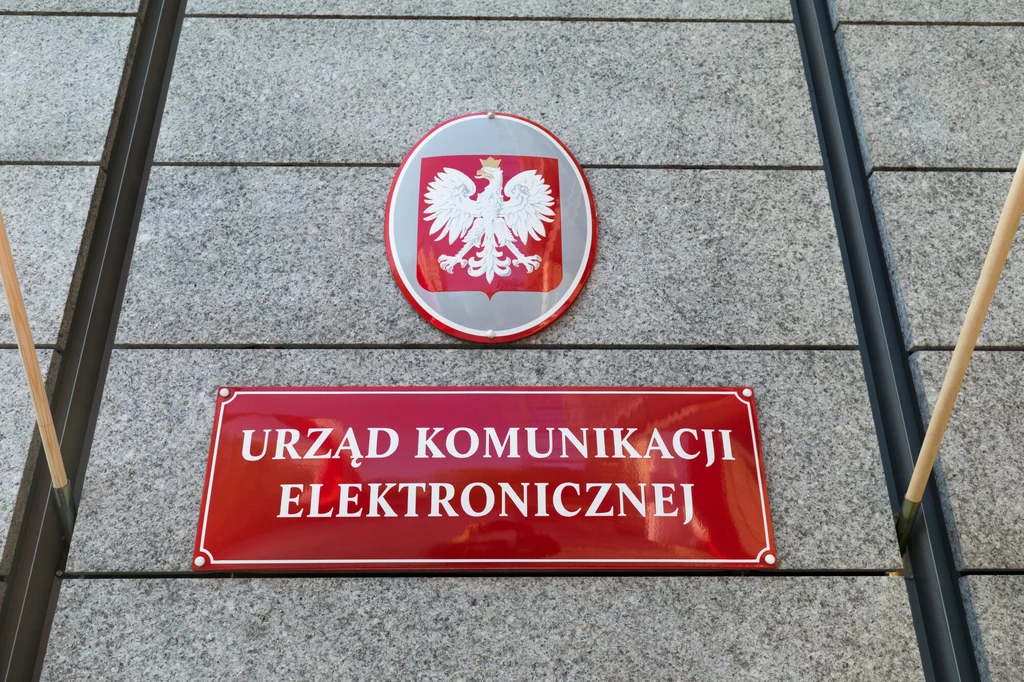 URZĄD KOMUNIKACJI
ELEKTRONICZNEJ